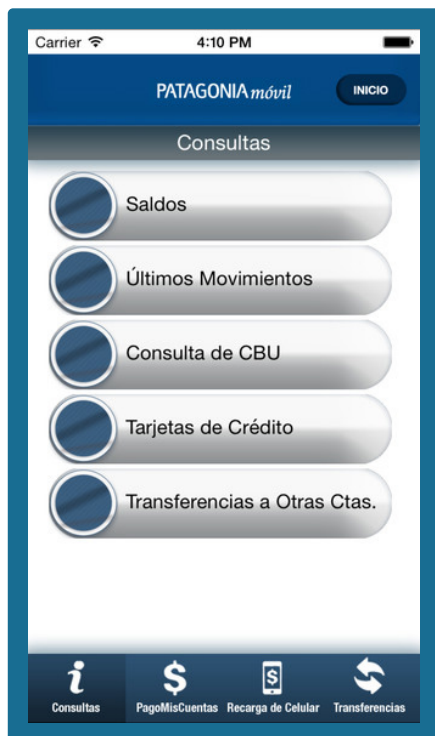 Carrier 4:10 PM
PATAGONIA móvil INICIO
Consultas
Saldos
Últimos Movimientos
Consulta de CBU
Tarjetas de Crédito
Transferencias a Otras Ctas.
Consultas PagoMisCuentas Recarga de Celular Transferencias